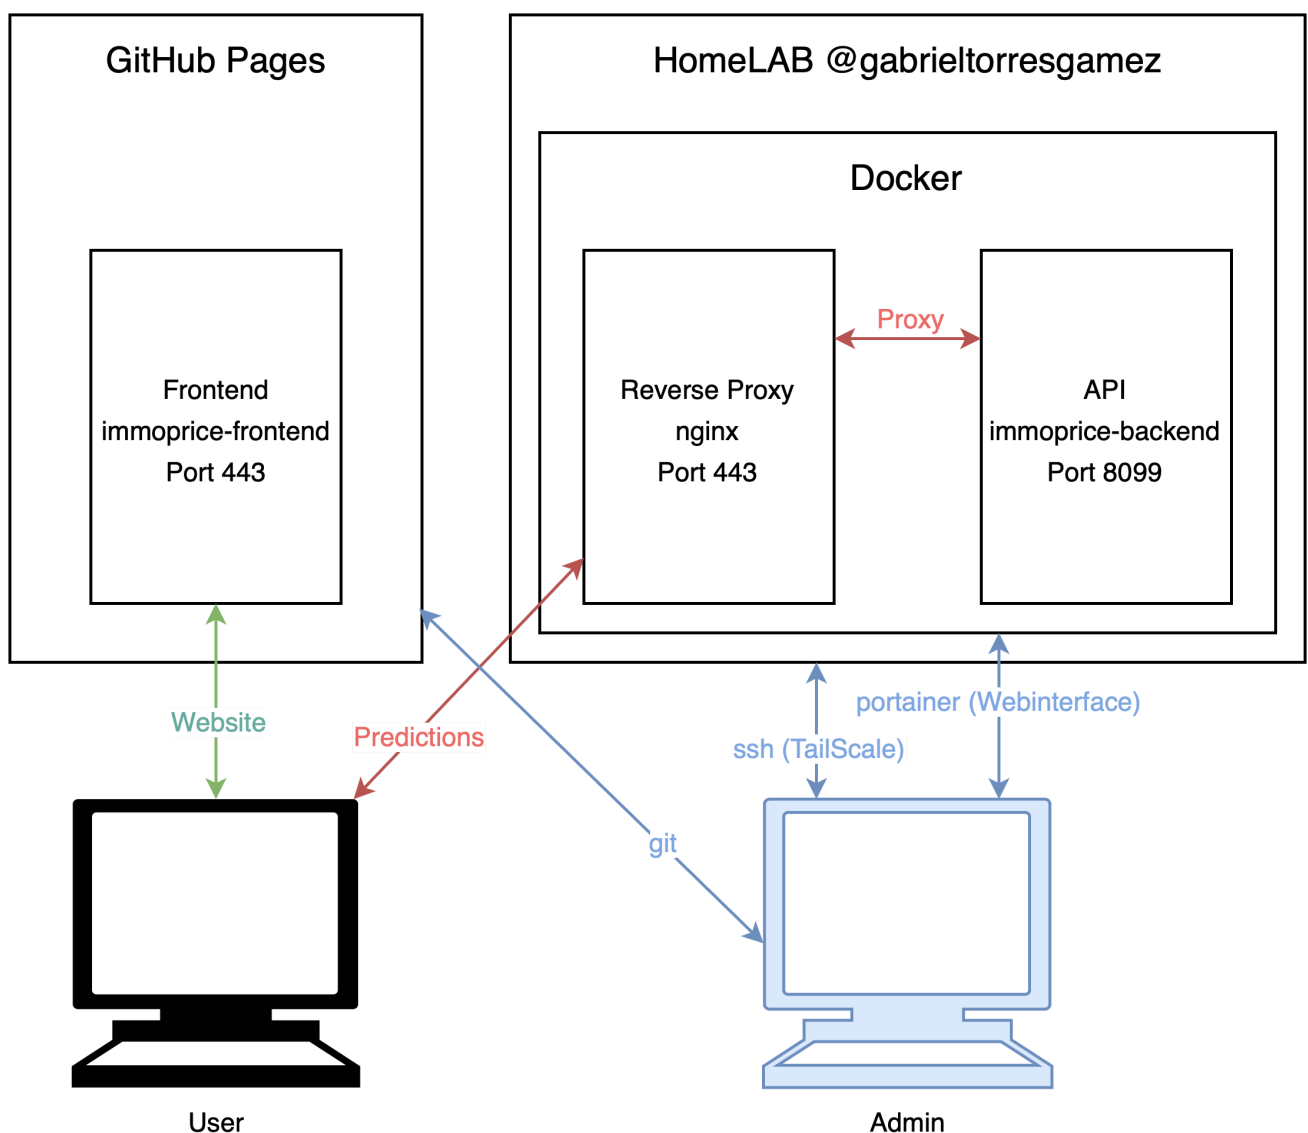 GitHub Pages
HomeLAB @gabrieltorresgamez
Docker
Frontend
immoprice-frontend
Port 443
Reverse Proxy
nginx
Port 443
Proxy
API
immoprice-backend
Port 8099
Website
Predictions
git
ssh (TailScale)
portainer (Webinterface)
User
Admin